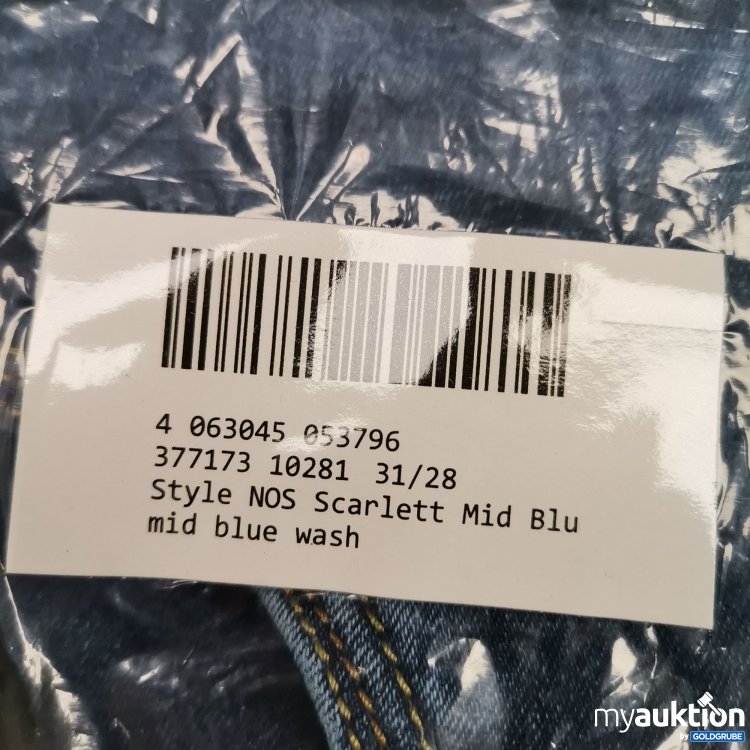 4 063045 053796
377173 10281 31/28
Style NOS Scarlett Mid Blu
mid blue wash
myauktion
by GOLDGRUBE